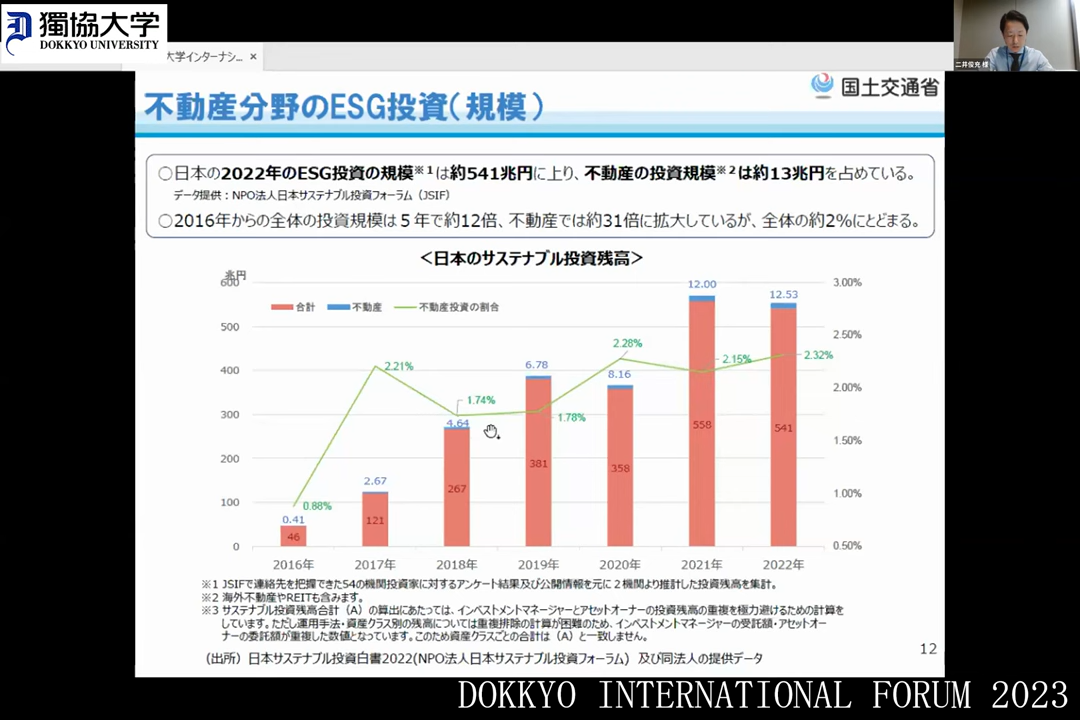 獨協大学
DOKKYO UNIVERSITY
大学インターナシ... ×
二井俊充 様
国土交通省
不動産分野のESG投資（規模）
○日本の2022年のESG投資の規模※1は約541兆円に上り、不動産の投資規模※2は約13兆円を占めている。
データ提供：NPO法人日本サステナブル投資フォーラム（JSIF）
○2016年からの全体の投資規模は５年で約12倍、不動産では約31倍に拡大しているが、全体の約2％にとどまる。
＜日本のサステナブル投資残高＞
兆円
合計 不動産 不動産投資の割合
600
500
400
300
200
100
0
3.00%
2.50%
2.00%
1.50%
1.00%
0.50%
0.41 2.67 4.64 6.78 8.16 12.00 12.53
0.88% 2.21% 1.74% 1.78% 2.28% 2.15% 2.32%
46 121 267 381 358 558 541
2016年 2017年 2018年 2019年 2020年 2021年 2022年
※1 JSIFで連絡先を把握できた54の機関投資家に対するアンケート結果及び公開情報を元に２機関より推計した投資残高を集計。
※2 海外不動産やREITも含みます。
※3 サステナブル投資残高合計（A）の算出にあたっては、インベストメントマネージャーとアセットオーナーの投資残高の重複を極力避けるための計算を
しています。ただし運用手法・資産クラス別の残高については重複排除の計算が困難のため、インベストメントマネージャーの受託額・アセットオー
ナーの委託額が重複した数値となっています。このため資産クラスごとの合計は（A）と一致しません。
（出所）日本サステナブル投資白書2022(NPO法人日本サステナブル投資フォーラム) 及び同法人の提供データ
12
DOKKYO INTERNATIONAL FORUM 2023